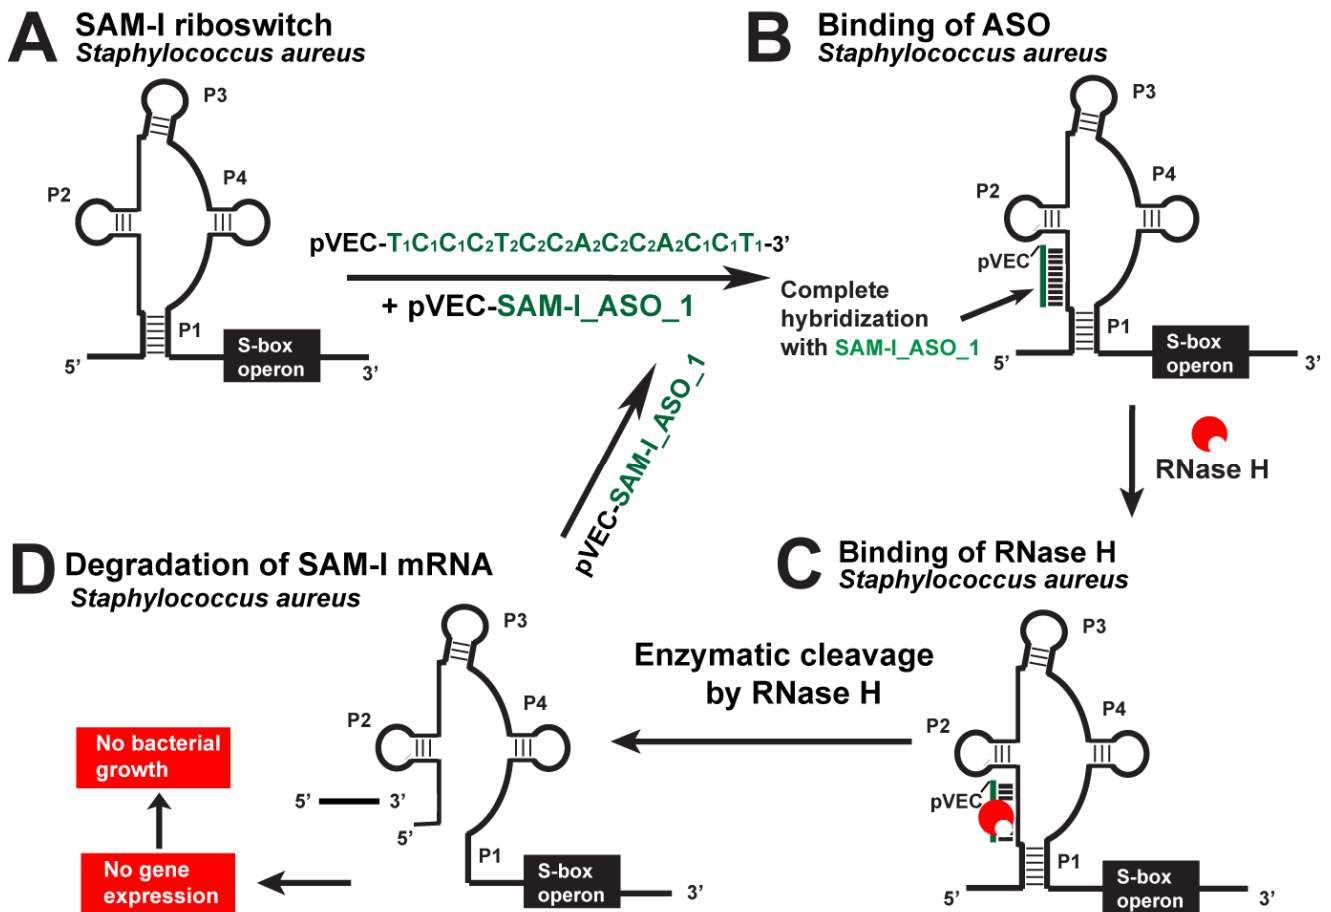 A SAM-I riboswitch
Staphylococcus aureus
P3
P2
P4
P1
S-box
operon
5’
3’
pVEC-T₁C₁C₁C₂T₂C₂C₂A₂C₂C₂A₂C₁C₁T₁-3’
+ pVEC-SAM-I_ASO_1
B Binding of ASO
Staphylococcus aureus
P3
P2
P4
pVEC
Complete
hybridization
with SAM-I_ASO_1
P1
S-box
operon
5’
3’
RNase H
C Binding of RNase H
Staphylococcus aureus
P3
P2
P4
pVEC
P1
S-box
operon
5’
3’
Enzymatic cleavage
by RNase H
pVEC-SAM-I_ASO_1
D Degradation of SAM-I mRNA
Staphylococcus aureus
P3
P2
P4
5’
3’
5’
P1
S-box
operon
3’
No gene
expression
No bacterial
growth